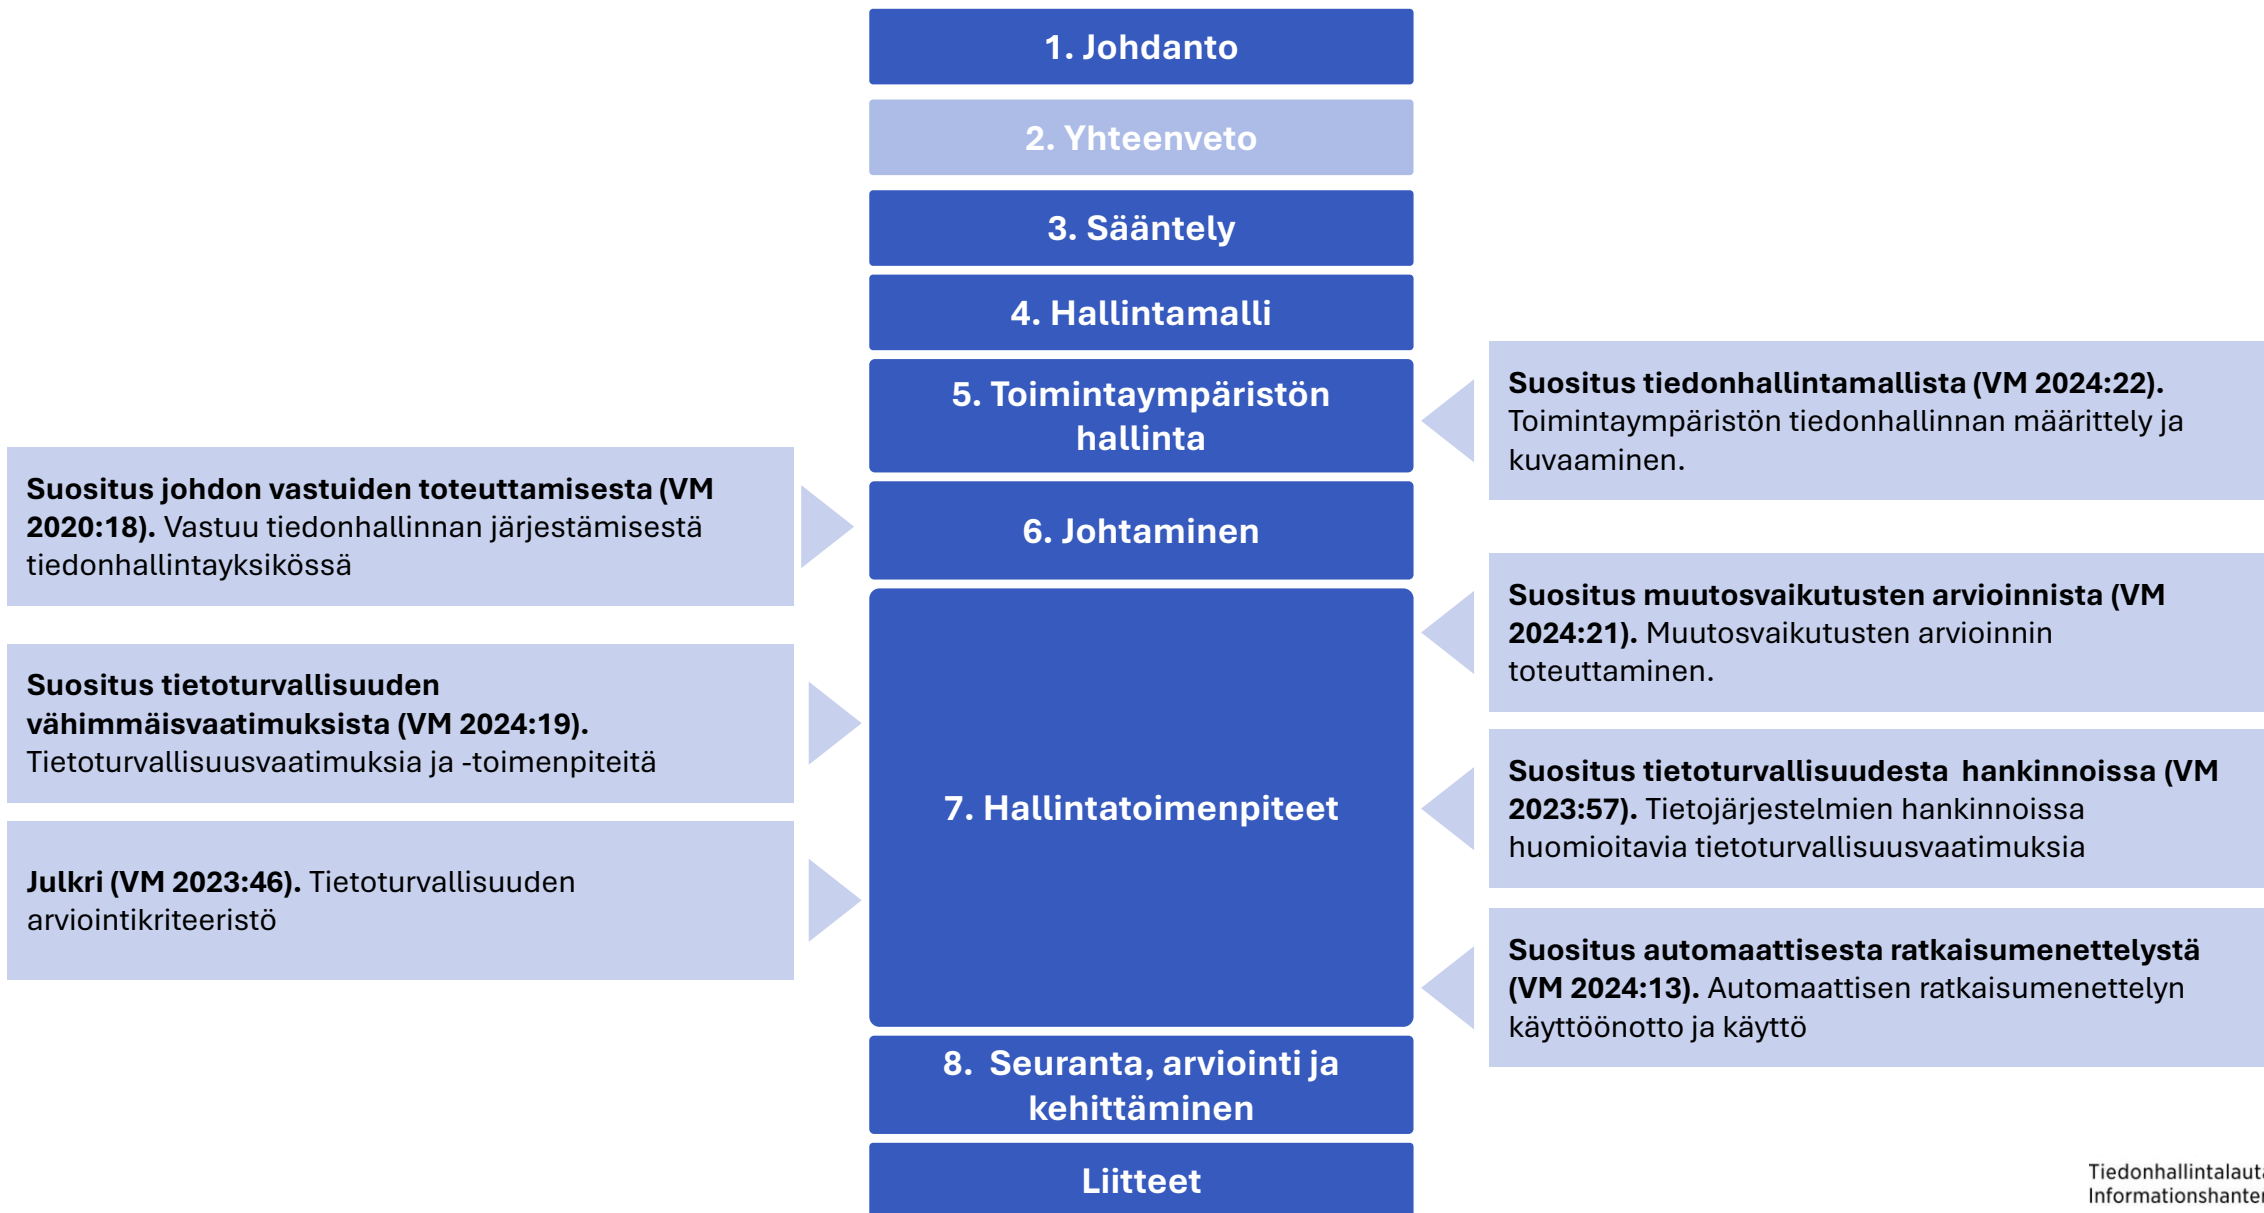 1. Johdanto
2. Yhteenveto
3. Sääntely
4. Hallintamalli
5. Toimintaympäristön
hallinta
6. Johtaminen
7. Hallintatoimenpiteet
8. Seuranta, arviointi ja
kehittäminen
Liitteet
Suositus johdon vastuiden toteuttamisesta (VM
2020:18). Vastuu tiedonhallinnan järjestämisestä
tiedonhallintayksikössä
Suositus tietoturvallisuuden
vähimmäisvaatimuksista (VM 2024:19).
Tietoturvallisuusvaatimuksia ja -toimenpiteitä
Julkri (VM 2023:46). Tietoturvallisuuden
arviointikriteeristö
Suositus tiedonhallintamallista (VM 2024:22).
Toimintaympäristön tiedonhallinnan määrittely ja
kuvaaminen.
Suositus muutosvaikutusten arvioinnista (VM
2024:21). Muutosvaikutusten arvioinnin
toteuttaminen.
Suositus tietoturvallisuudesta hankinnoissa (VM
2023:57). Tietojärjestelmien hankinnoissa
huomioitavia tietoturvallisuusvaatimuksia
Suositus automaattisesta ratkaisumenettelystä
(VM 2024:13). Automaattisen ratkaisumenettelyn
käyttöönotto ja käyttö